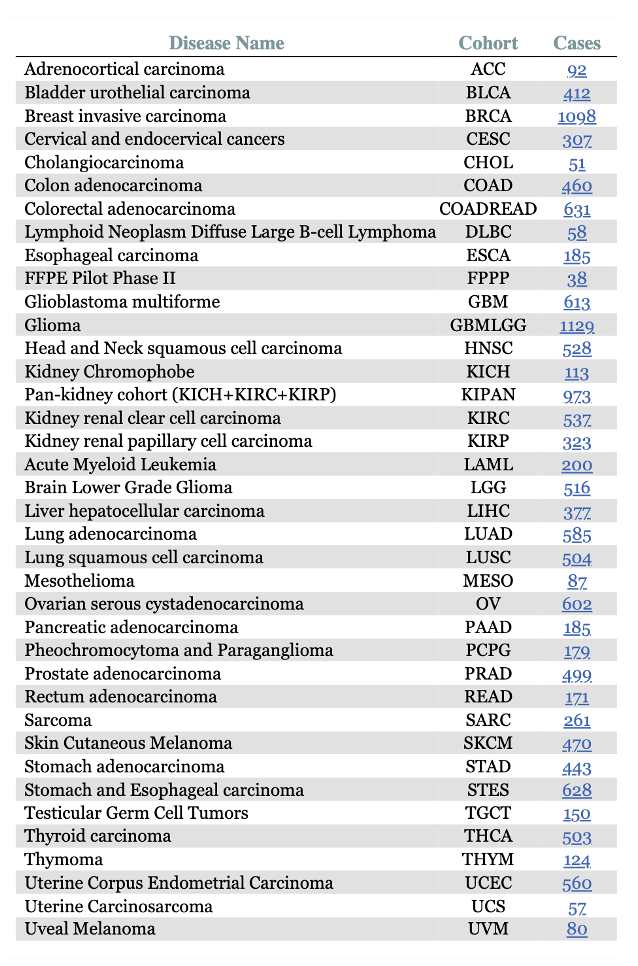 Disease Name Cohort Cases
Adrenocortical carcinoma ACC 92
Bladder urothelial carcinoma BLCA 412
Breast invasive carcinoma BRCA 1098
Cervical and endocervical cancers CESC 307
Cholangiocarcinoma CHOL 51
Colon adenocarcinoma COAD 460
Colorectal adenocarcinoma COADREAD 631
Lymphoid Neoplasm Diffuse Large B-cell Lymphoma DLBC 58
Esophageal carcinoma ESCA 185
FFPE Pilot Phase II FPPP 38
Glioblastoma multiforme GBM 613
Glioma GBMLGG 1129
Head and Neck squamous cell carcinoma HNSC 528
Kidney Chromophobe KICH 113
Pan-kidney cohort (KICH+KIRC+KIRP) KIPAN 973
Kidney renal clear cell carcinoma KIRC 537
Kidney renal papillary cell carcinoma KIRP 323
Acute Myeloid Leukemia LAML 200
Brain Lower Grade Glioma LGG 516
Liver hepatocellular carcinoma LIHC 377
Lung adenocarcinoma LUAD 585
Lung squamous cell carcinoma LUSC 504
Mesothelioma MESO 87
Ovarian serous cystadenocarcinoma OV 602
Pancreatic adenocarcinoma PAAD 185
Pheochromocytoma and Paraganglioma PCPG 179
Prostate adenocarcinoma PRAD 499
Rectum adenocarcinoma READ 171
Sarcoma SARC 261
Skin Cutaneous Melanoma SKCM 470
Stomach adenocarcinoma STAD 443
Stomach and Esophageal carcinoma STES 628
Testicular Germ Cell Tumors TGCT 150
Thyroid carcinoma THCA 503
Thymoma THYM 124
Uterine Corpus Endometrial Carcinoma UCEC 560
Uterine Carcinosarcoma UCS 57
Uveal Melanoma UVM 80